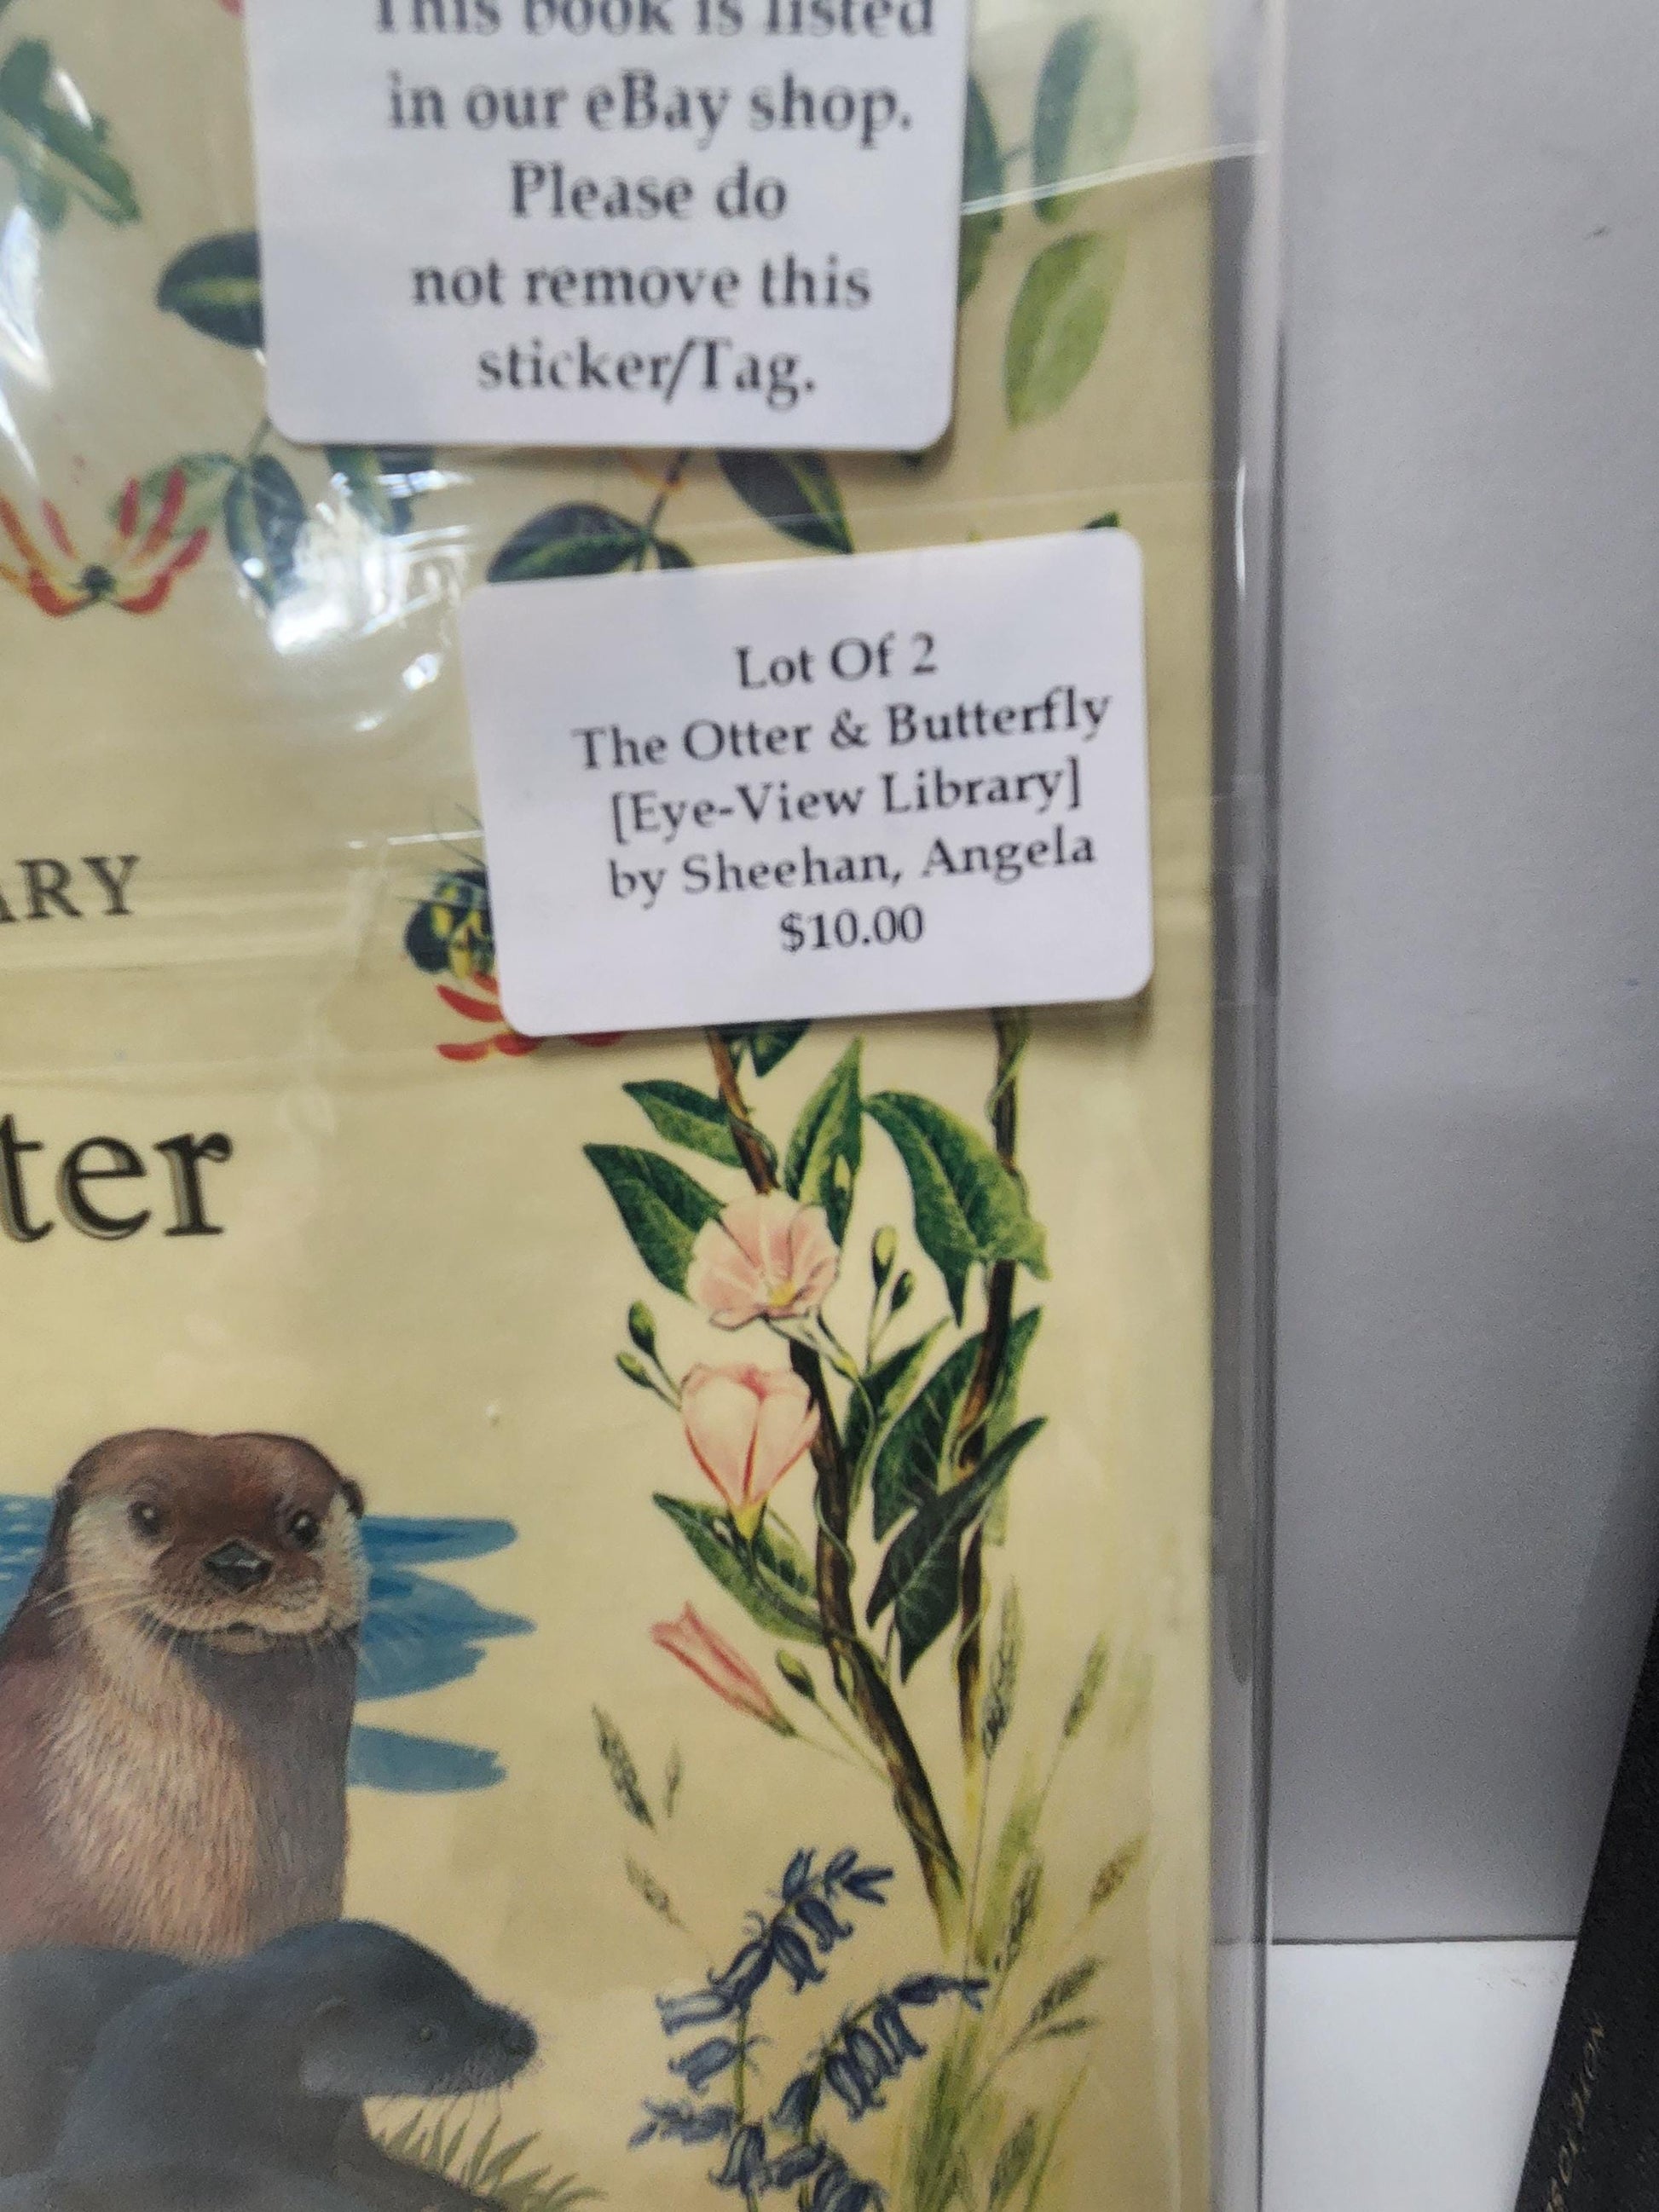 This book is listed
in our eBay shop.
Please do
not remove this
sticker/Tag.
Lot Of 2
The Otter & Butterfly
[Eye-View Library]
by Sheehan, Angela
$10.00
ARY
ter